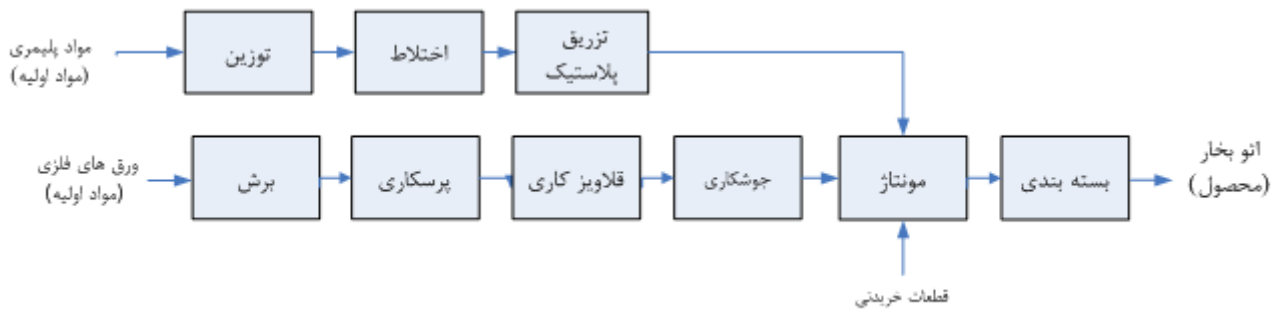 مواد پلیمری
(مواد اولیه)
توزین
اختلاط
تزریق
پلاستیک
ورق های فلزی
(مواد اولیه)
برش
پرسکاری
قلاویز کاری
جوشکاری
مونتاژ
بسته بندی
اتو بخار
(محصول)
قطعات خریدنی